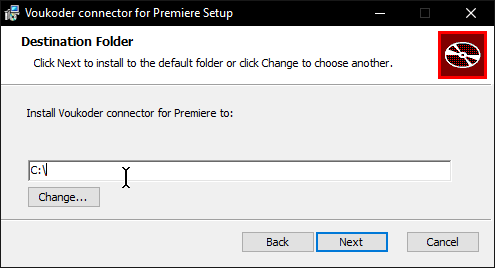 Voukoder connector for Premiere Setup
Destination Folder
Click Next to install to the default folder or click Change to choose another.
Install Voukoder connector for Premiere to:
C:\
Change...
Back Next Cancel